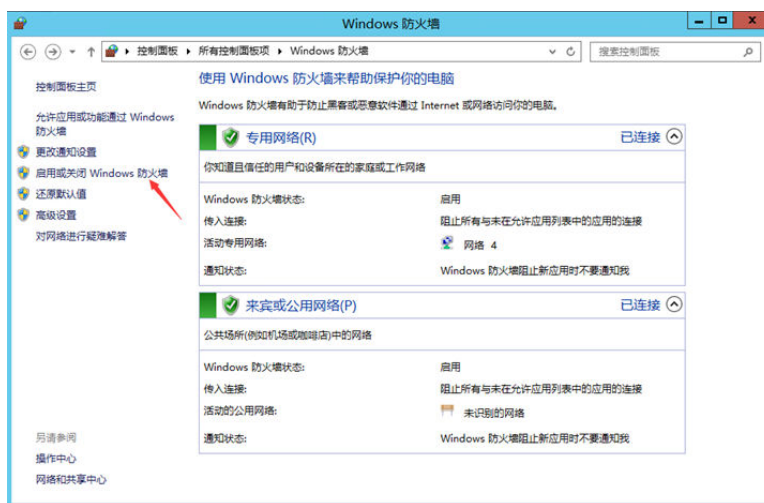 Windows 防火墙
控制面板 所有控制面板项 Windows 防火墙
搜索控制面板
控制面板主页
允许应用或功能通过 Windows
防火墙
更改通知设置
启用或关闭 Windows 防火墙
还原默认值
高级设置
对网络进行疑难解答
另请参阅
操作中心
网络和共享中心
使用 Windows 防火墙来帮助保护你的电脑
Windows 防火墙有助于防止黑客或恶意软件通过 Internet 或网络访问你的电脑。
专用网络(R) 已连接
你知道且信任的用户和设备所在的家庭或工作网络
Windows 防火墙状态: 启用
传入连接: 阻止所有与未在允许应用列表中的应用的连接
活动专用网络: 网络 4
通知状态: Windows 防火墙阻止新应用时不要通知我
来宾或公用网络(P) 已连接
公共场所(例如机场或咖啡店)中的网络
Windows 防火墙状态: 启用
传入连接: 阻止所有与未在允许应用列表中的应用的连接
活动的公用网络: 未识别的网络
通知状态: Windows 防火墙阻止新应用时不要通知我